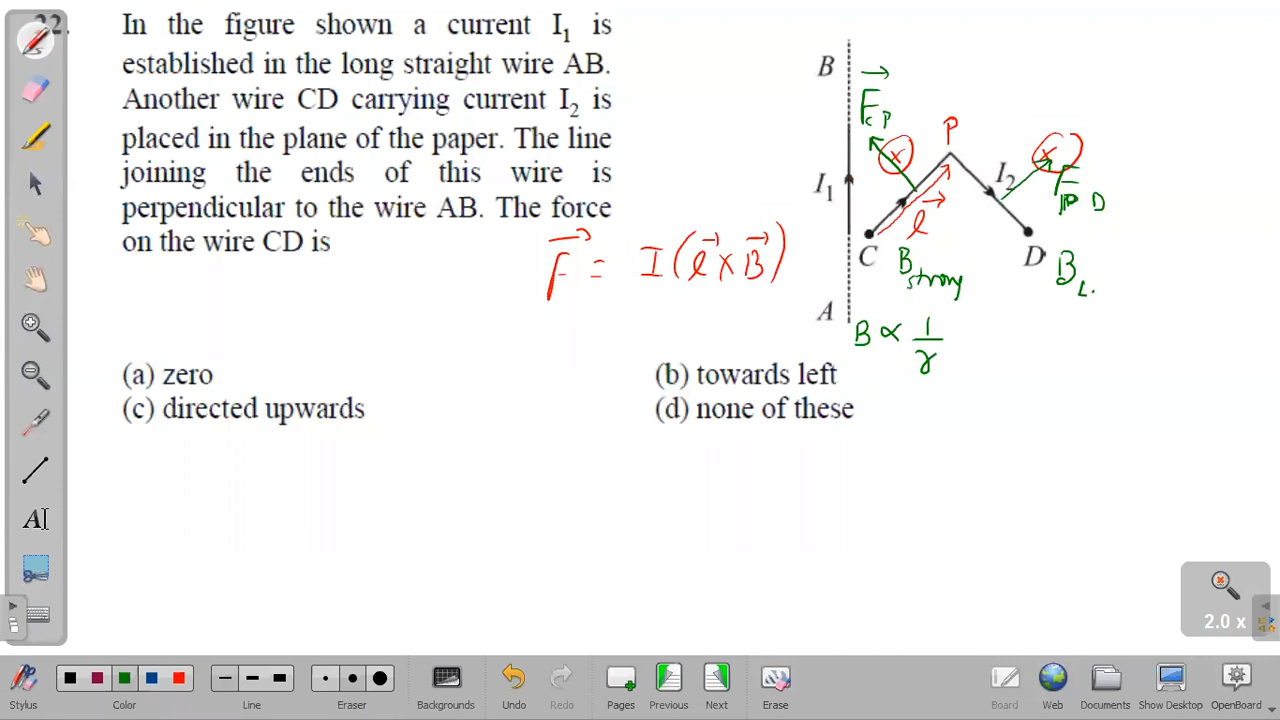 22.
In the figure shown a current I₁ is
established in the long straight wire AB.
Another wire CD carrying current I₂ is
placed in the plane of the paper. The line
joining the ends of this wire is
perpendicular to the wire AB. The force
on the wire CD is
F = I(l x B)
B
F CP
P
x
x
I₁
I₂
F PD
l
C
B strong
D
B L.
A
B ∝ 1/r
(a) zero
(b) towards left
(c) directed upwards
(d) none of these
2.0 x
Stylus
Color
Line
Eraser
Backgrounds
Undo
Redo
Pages
Previous
Next
Erase
Board
Web
Documents
Show Desktop
OpenBoard